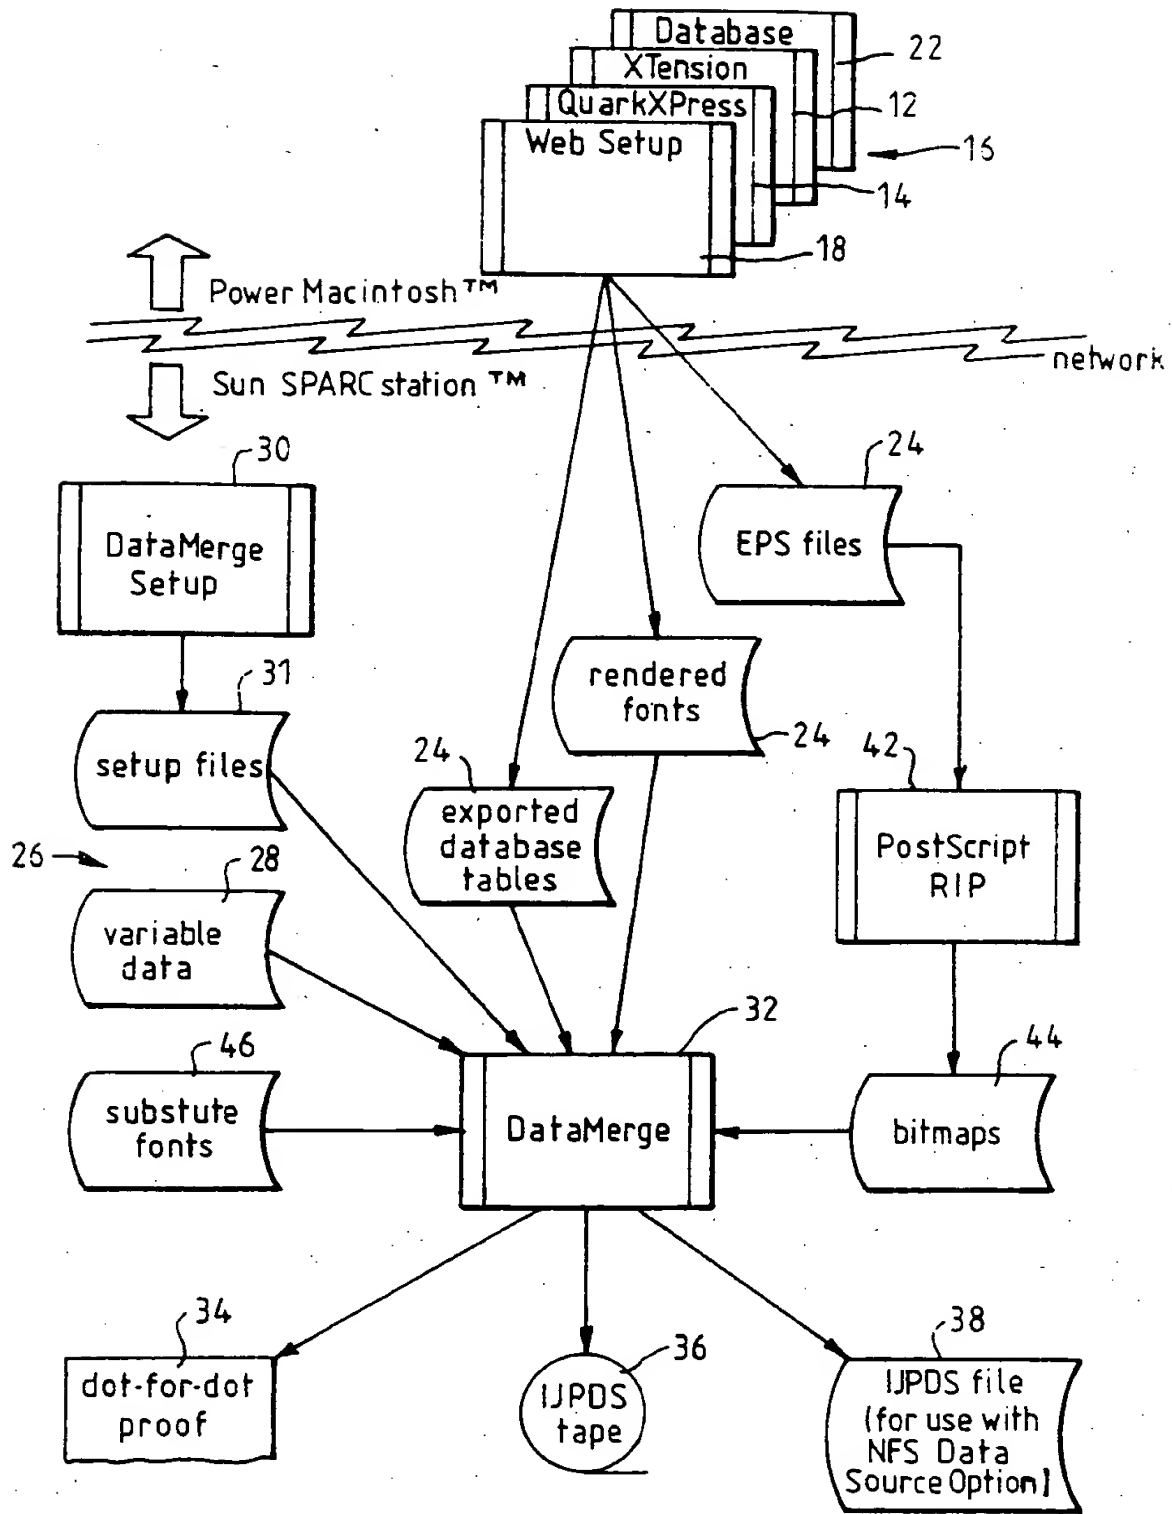 Database
22
XTension
12
QuarkXPress
Web Setup
16
14
18
Power Macintosh™
network
Sun SPARCstation™
30
24
DataMerge
Setup
EPS files
31
rendered
fonts
24
setup files
24
42
exported
database
tables
PostScript
RIP
26
28
variable
data
32
46
44
substute
fonts
DataMerge
bitmaps
34
36
38
dot-for-dot
proof
IJPDS
tape
IJPDS file
(for use with
NFS Data
Source Option)